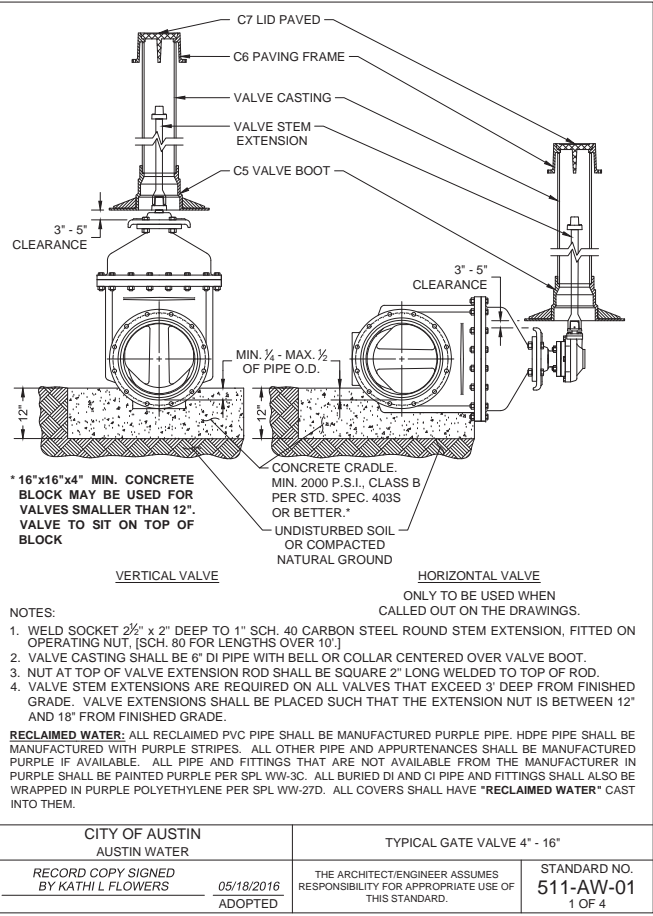 C7 LID PAVED
C6 PAVING FRAME
VALVE CASTING
VALVE STEM
EXTENSION
C5 VALVE BOOT
3" - 5"
CLEARANCE
3" - 5"
CLEARANCE
MIN. ¼ - MAX. ½
OF PIPE O.D.
12"
12"
CONCRETE CRADLE.
MIN. 2000 P.S.I., CLASS B
PER STD. SPEC. 403S
OR BETTER.*
* 16"x16"x4" MIN. CONCRETE
BLOCK MAY BE USED FOR
VALVES SMALLER THAN 12".
VALVE TO SIT ON TOP OF
BLOCK
UNDISTURBED SOIL
OR COMPACTED
NATURAL GROUND
VERTICAL VALVE
HORIZONTAL VALVE
ONLY TO BE USED WHEN
CALLED OUT ON THE DRAWINGS.
NOTES:
1. WELD SOCKET 2½" x 2" DEEP TO 1" SCH. 40 CARBON STEEL ROUND STEM EXTENSION, FITTED ON
OPERATING NUT, [SCH. 80 FOR LENGTHS OVER 10'.]
2. VALVE CASTING SHALL BE 6" DI PIPE WITH BELL OR COLLAR CENTERED OVER VALVE BOOT.
3. NUT AT TOP OF VALVE EXTENSION ROD SHALL BE SQUARE 2" LONG WELDED TO TOP OF ROD.
4. VALVE STEM EXTENSIONS ARE REQUIRED ON ALL VALVES THAT EXCEED 3' DEEP FROM FINISHED
GRADE. VALVE EXTENSIONS SHALL BE PLACED SUCH THAT THE EXTENSION NUT IS BETWEEN 12"
AND 18" FROM FINISHED GRADE.
RECLAIMED WATER: ALL RECLAIMED PVC PIPE SHALL BE MANUFACTURED PURPLE PIPE. HDPE PIPE SHALL BE
MANUFACTURED WITH PURPLE STRIPES. ALL OTHER PIPE AND APPURTENANCES SHALL BE MANUFACTURED
PURPLE IF AVAILABLE. ALL PIPE AND FITTINGS THAT ARE NOT AVAILABLE FROM THE MANUFACTURER IN
PURPLE SHALL BE PAINTED PURPLE PER SPL WW-3C. ALL BURIED DI AND CI PIPE AND FITTINGS SHALL ALSO BE
WRAPPED IN PURPLE POLYETHYLENE PER SPL WW-27D. ALL COVERS SHALL HAVE "RECLAIMED WATER" CAST
INTO THEM.
CITY OF AUSTIN
AUSTIN WATER
TYPICAL GATE VALVE 4" - 16"
RECORD COPY SIGNED
BY KATHI L FLOWERS
05/18/2016
ADOPTED
THE ARCHITECT/ENGINEER ASSUMES
RESPONSIBILITY FOR APPROPRIATE USE OF
THIS STANDARD.
STANDARD NO.
511-AW-01
1 OF 4